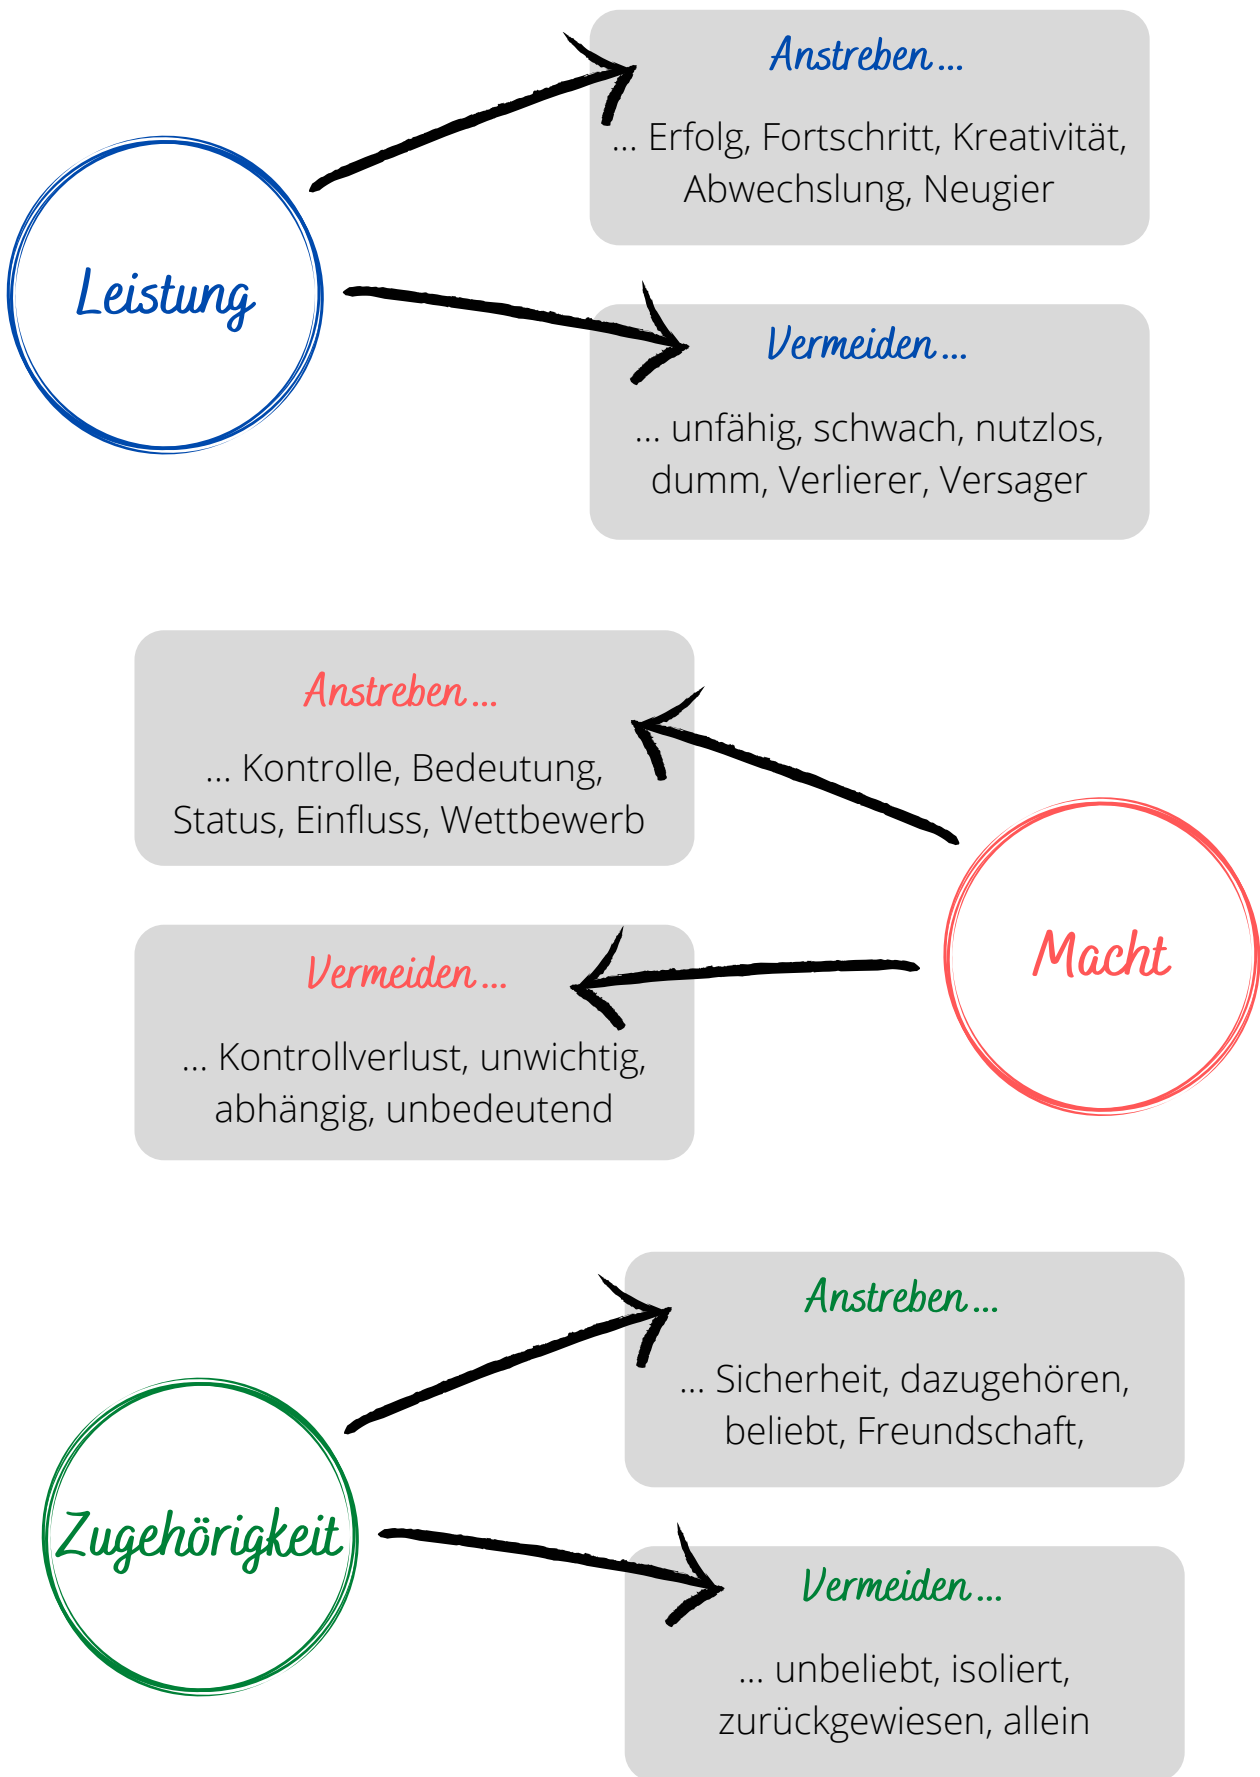 Leistung
Anstreben...
... Erfolg, Fortschritt, Kreativität,
Abwechslung, Neugier
Vermeiden...
... unfähig, schwach, nutzlos,
dumm, Verlierer, Versager
Macht
Anstreben...
... Kontrolle, Bedeutung,
Status, Einfluss, Wettbewerb
Vermeiden...
... Kontrollverlust, unwichtig,
abhängig, unbedeutend
Zugehörigkeit
Anstreben...
... Sicherheit, dazugehören,
beliebt, Freundschaft,
Vermeiden...
... unbeliebt, isoliert,
zurückgewiesen, allein